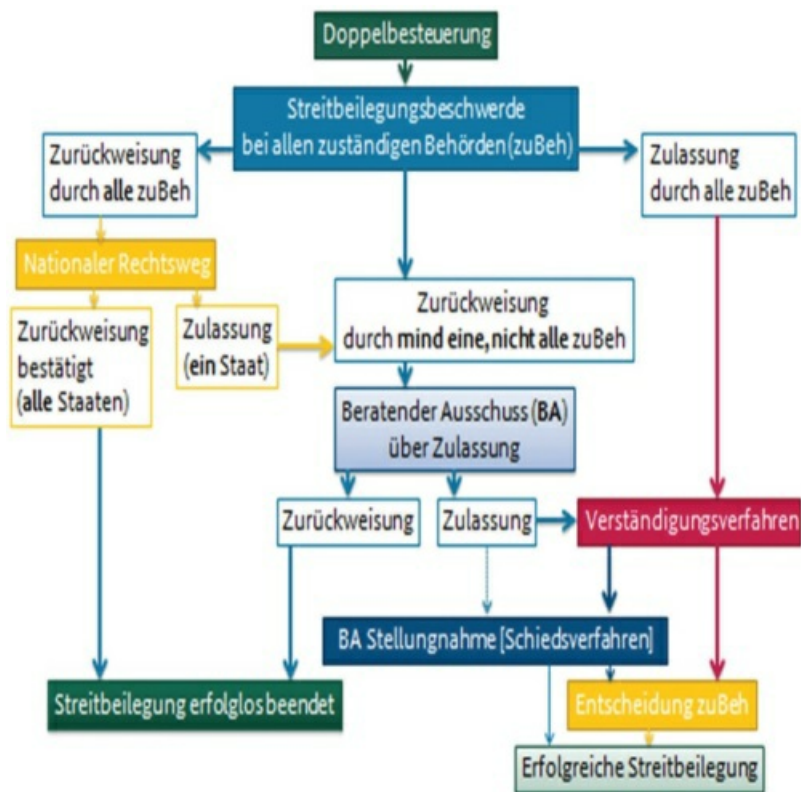 Doppelbesteuerung
Streitbeilegungsbeschwerde
bei allen zuständigen Behörden (zuBeh)
Zurückweisung
durch alle zuBeh
Zulassung
durch alle zuBeh
Nationaler Rechtsweg
Zurückweisung
bestätigt
(alle Staaten)
Zulassung
(ein Staat)
Zurückweisung
durch mind eine, nicht alle zuBeh
Beratender Ausschuss (BA)
über Zulassung
Zurückweisung
Zulassung
Verständigungsverfahren
BA Stellungnahme [Schiedsverfahren]
Streitbeilegung erfolglos beendet
Entscheidung zuBeh
Erfolgreiche Streitbeilegung